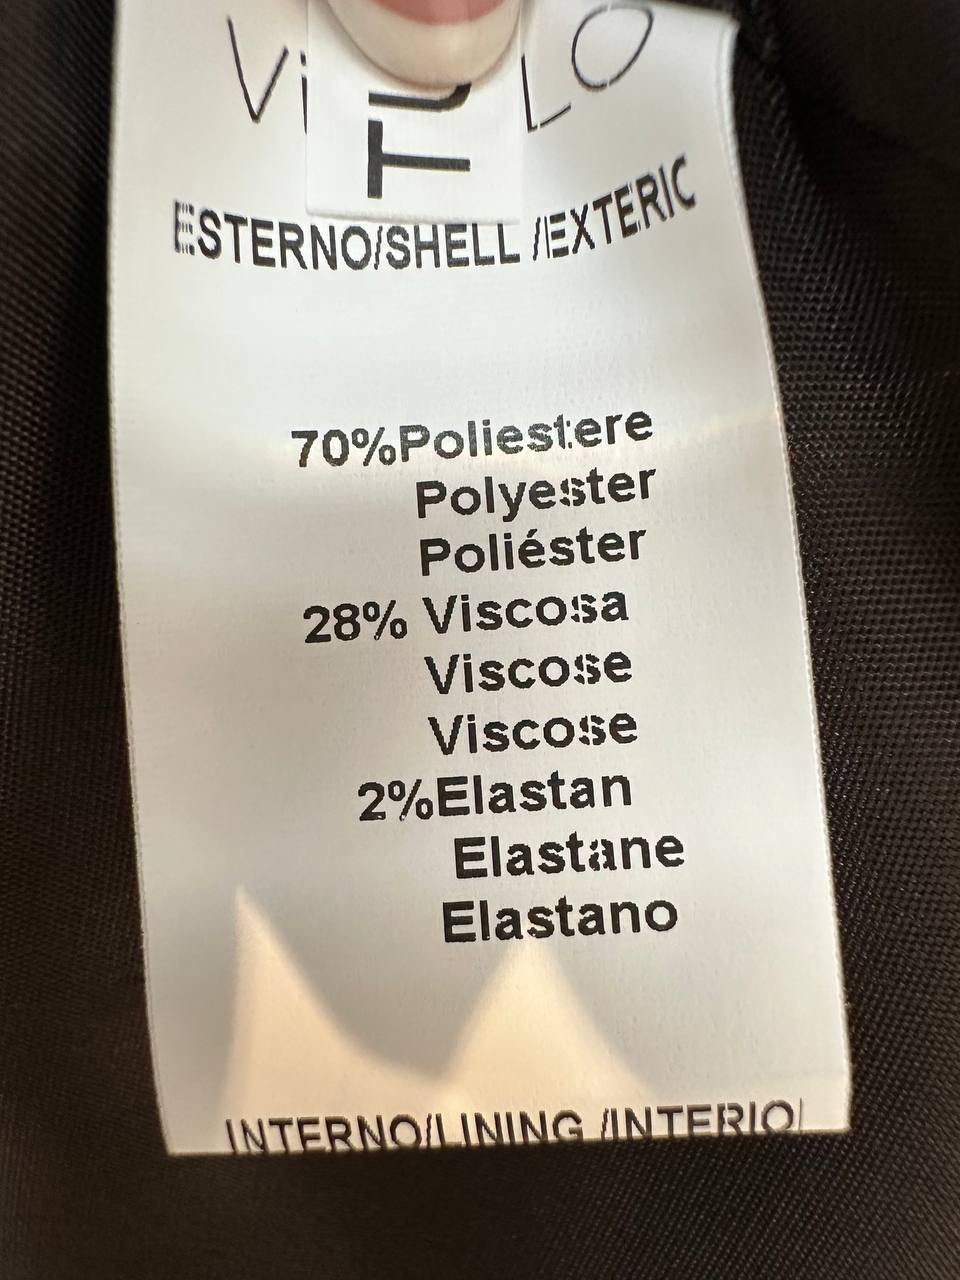 ESTERNO/SHELL /EXTERIC
70%Poliestere
Polyester
Poliéster
28% Viscosa
Viscose
Viscose
2%Elastan
Elastane
Elastano
INTERNO/LINING /INTERIO